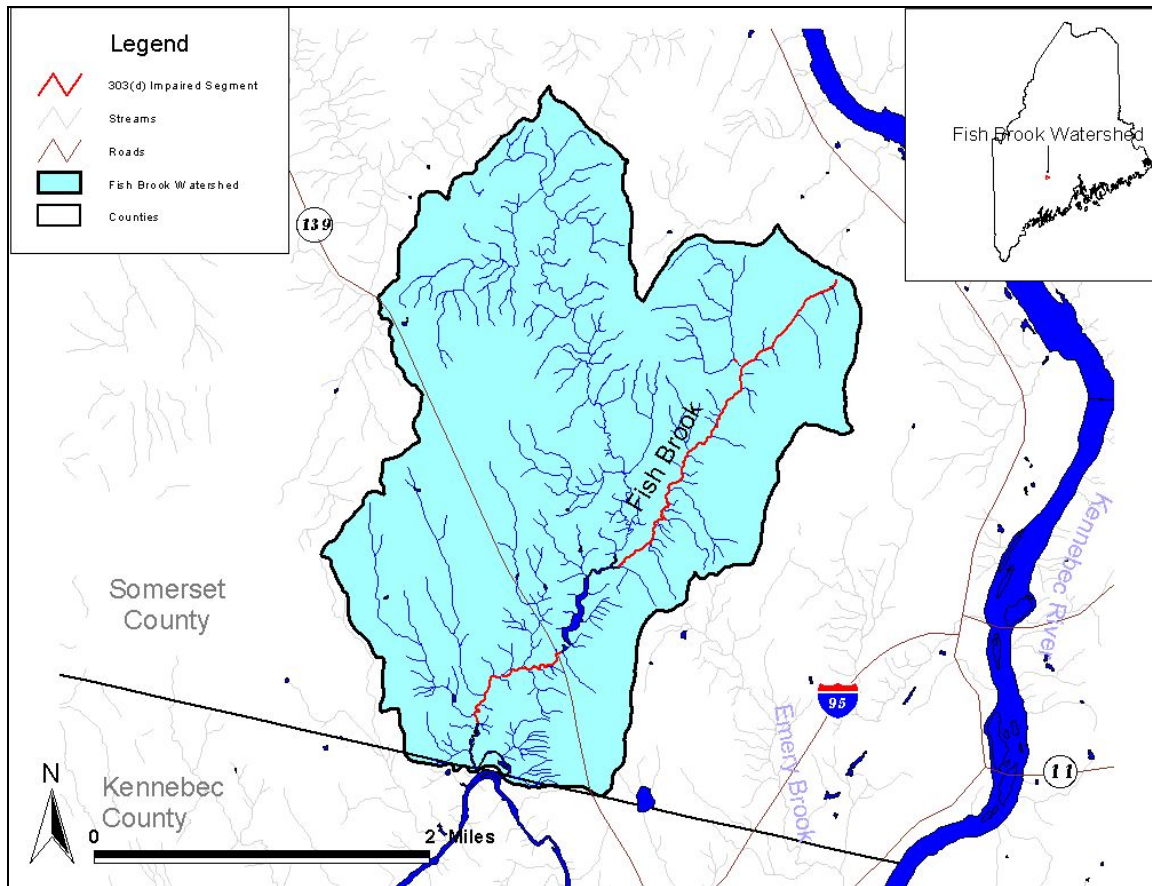 Legend
303(d) Impaired Segment
Streams
Roads
Fish Brook Watershed
Counties
139
Fish Brook Watershed
Fish Brook
Kennebec River
Somerset
County
95
Emery Brook
11
N
Kennebec
County
0
2 Miles